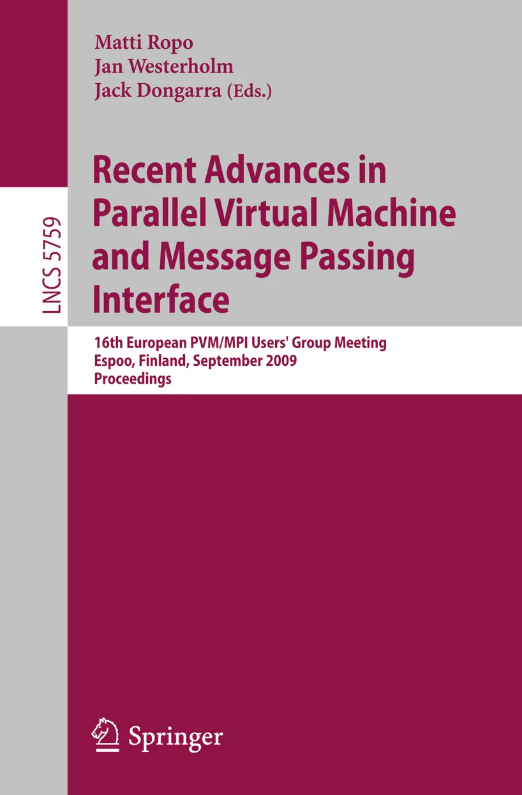 Matti Ropo
Jan Westerholm
Jack Dongarra (Eds.)
Recent Advances in
Parallel Virtual Machine
and Message Passing
Interface
LNCS 5759
16th European PVM/MPI Users' Group Meeting
Espoo, Finland, September 2009
Proceedings
Springer